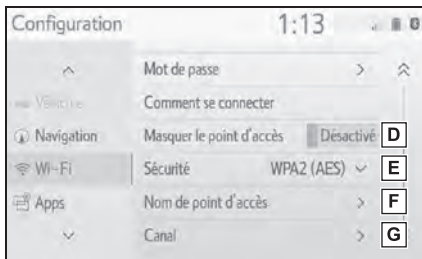 Configuration 1:13
Mot de passe
Véhicule Comment se connecter
Navigation Masquer le point d'accès Désactivé D
Wi-Fi Sécurité WPA2 (AES) E
Apps Nom de point d'accès F
Canal G